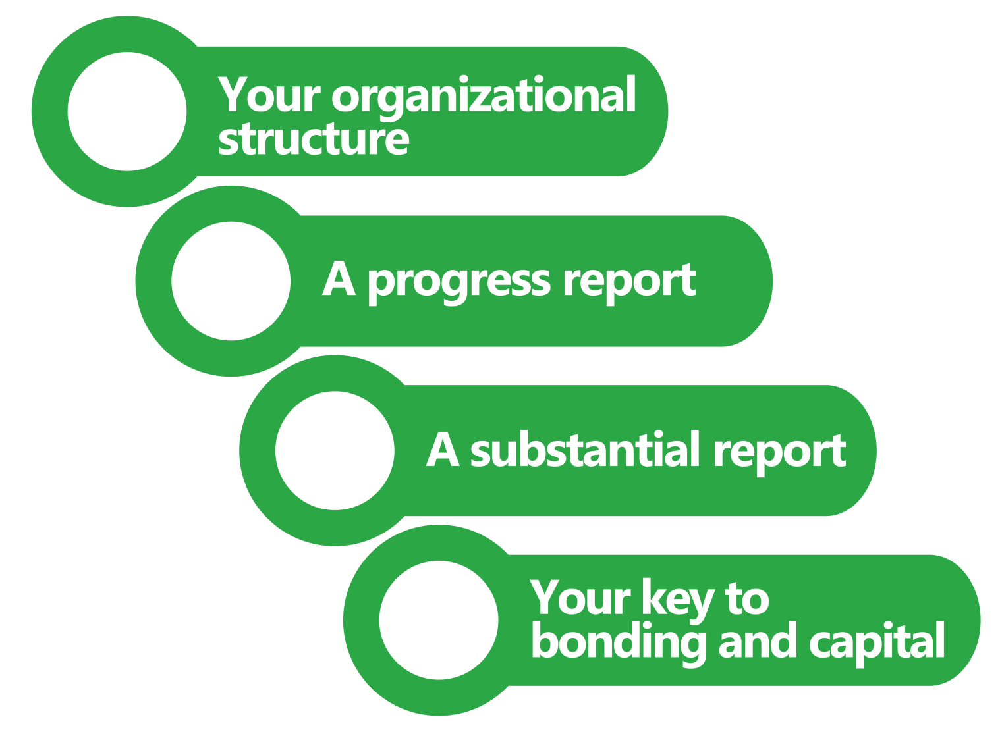 Your organizational
structure
A progress report
A substantial report
Your key to
bonding and capital